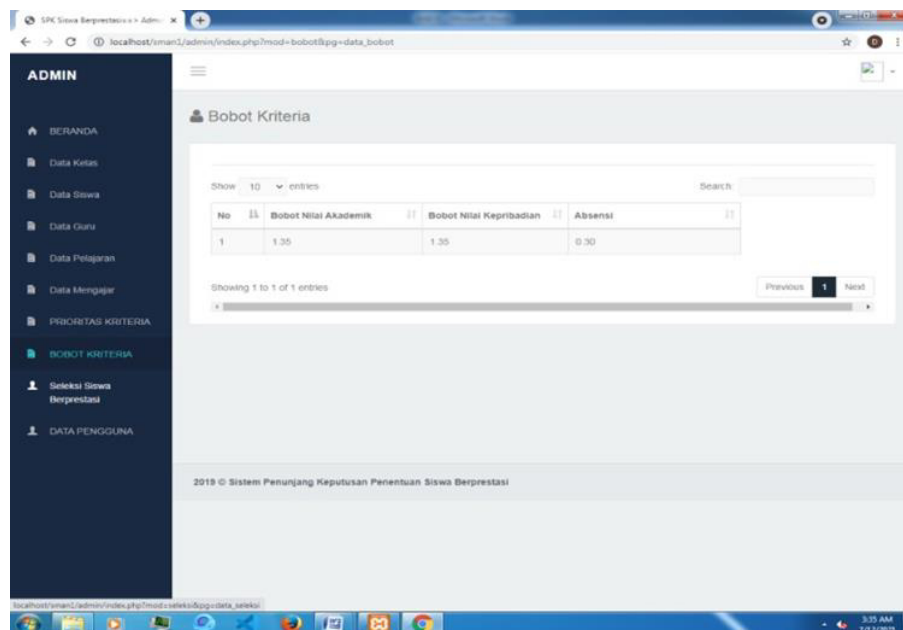 SPK Siswa Berprestasi » > Admi
localhost/sman1/admin/index.php?mod=bobot&pg=data_bobot
D
ADMIN
BERANDA
Data Kelas
Data Siswa
Data Guru
Data Pelajaran
Data Mengajar
PRIORITAS KRITERIA
BOBOT KRITERIA
Seleksi Siswa
Berprestasi
DATA PENGGUNA
Bobot Kriteria
Show 10 entries
Search:
No Bobot Nilai Akademik Bobot Nilai Kepribadian Absensi
1 1.35 1.35 0.30
Showing 1 to 1 of 1 entries
Previous 1 Next
2019 © Sistem Penunjang Keputusan Penentuan Siswa Berprestasi
localhost/sman1/admin/index.php?mod=seleksi&pg=data_seleksi
3:35 AM